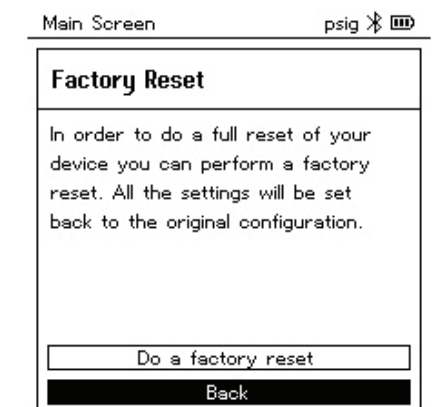 Main Screen psig
Factory Reset
In order to do a full reset of your
device you can perform a factory
reset. All the settings will be set
back to the original configuration.
Do a factory reset
Back